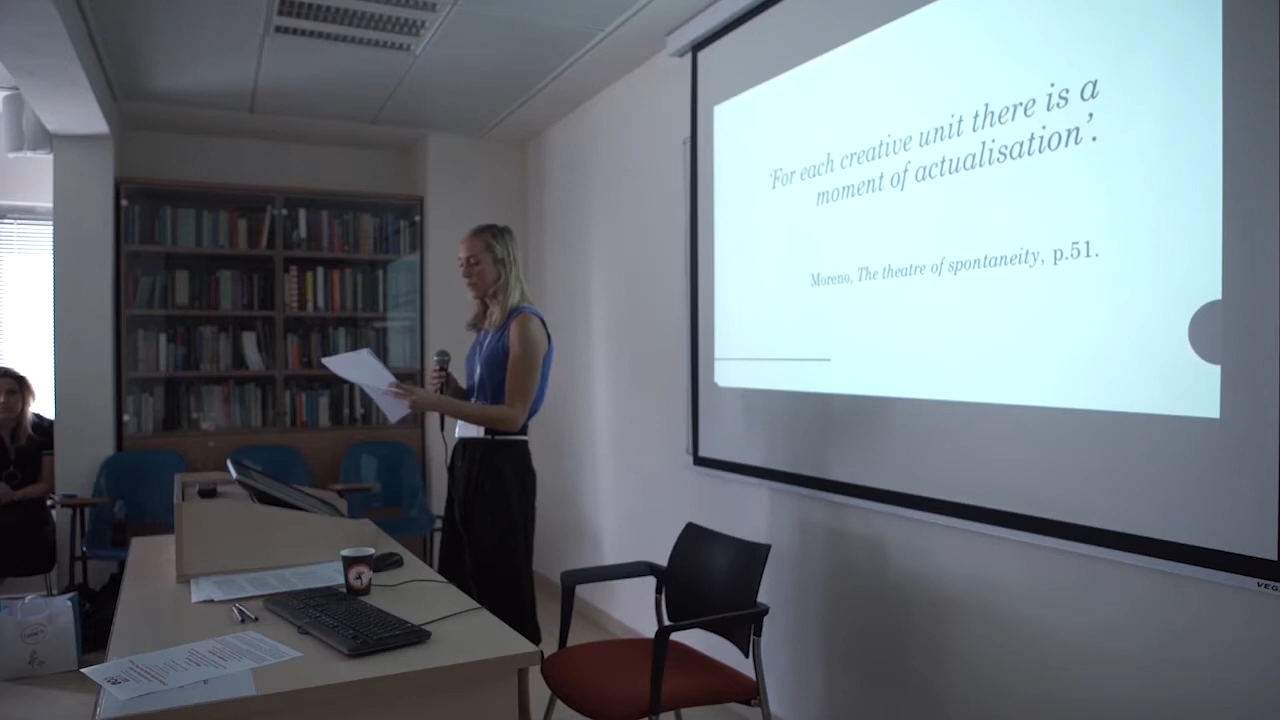 'For each creative unit there is a
moment of actualisation'.
Moreno, The theatre of spontaneity, p.51.